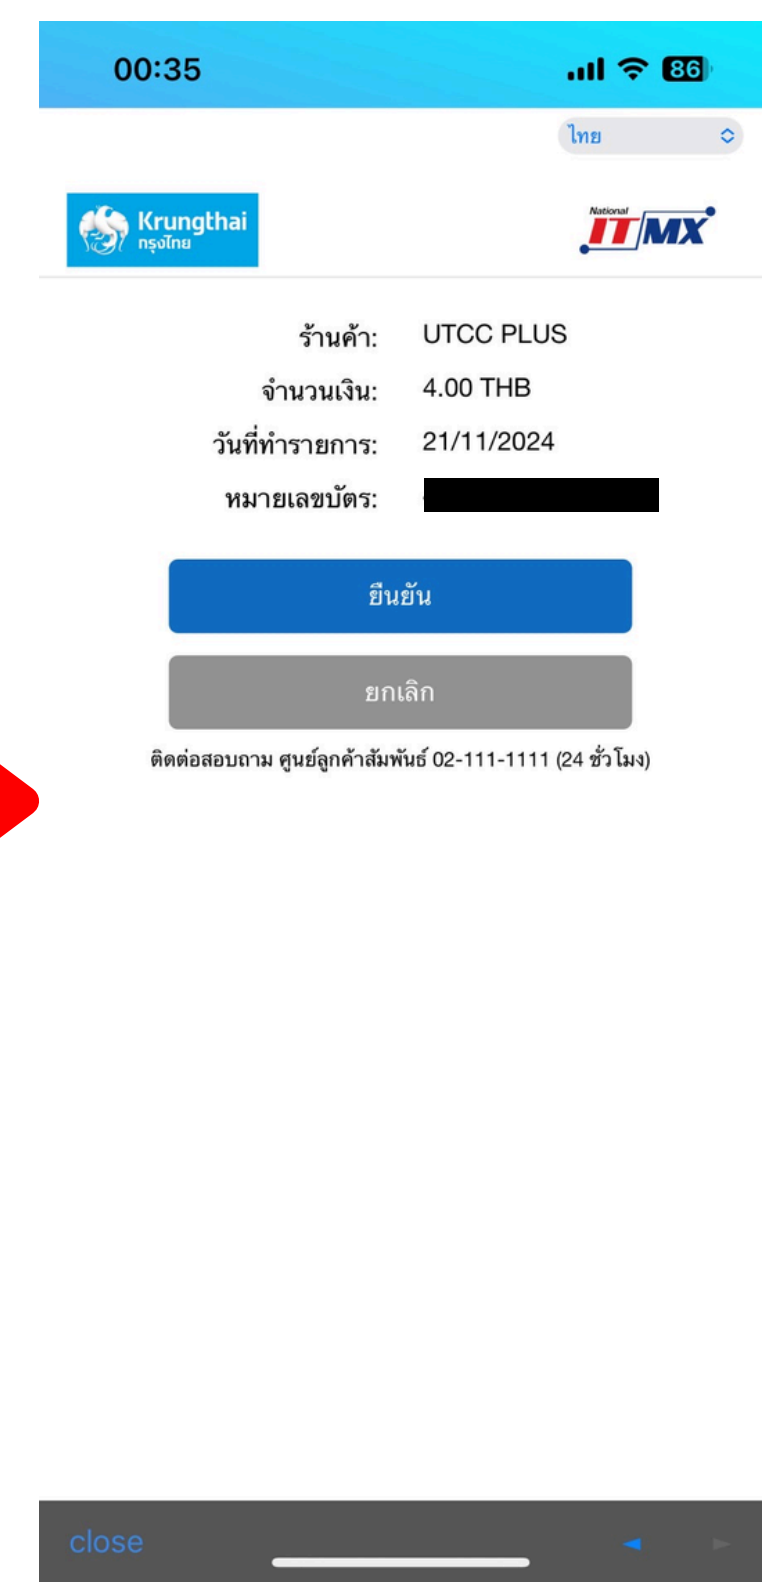 00:35 86
ไทย
Krungthai
กรุงไทย
National
ITMX
ร้านค้า: UTCC PLUS
จำนวนเงิน: 4.00 THB
วันที่ทำรายการ: 21/11/2024
หมายเลขบัตร:
ยืนยัน
ยกเลิก
ติดต่อสอบถาม ศูนย์ลูกค้าสัมพันธ์ 02-111-1111 (24 ชั่วโมง)
close